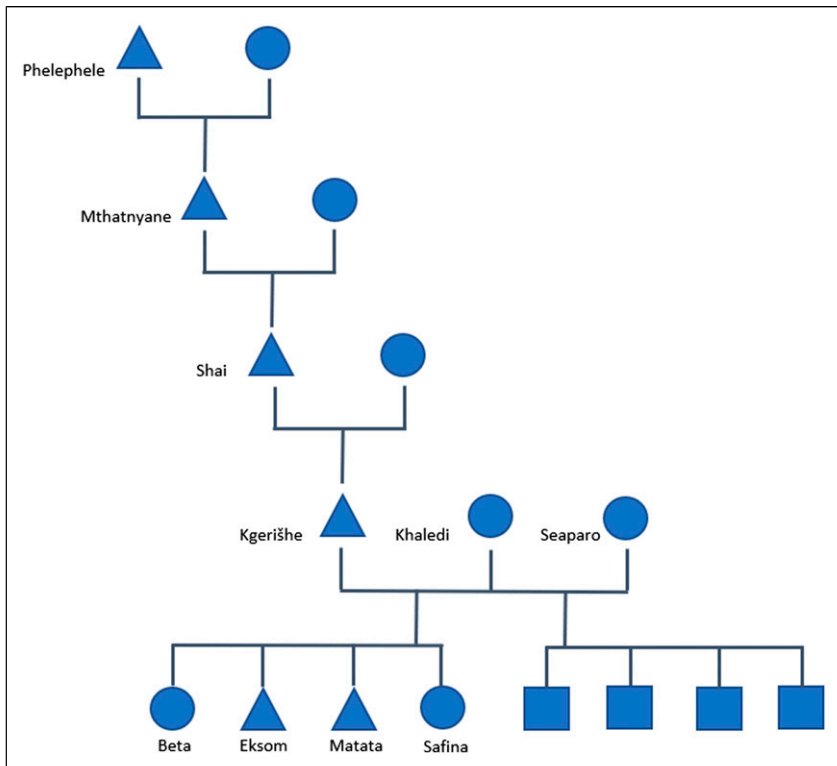 Phelephele
Mthatnyane
Shai
Kgerišhe
Khaledi
Seaparo
Beta
Eksom
Matata
Safina